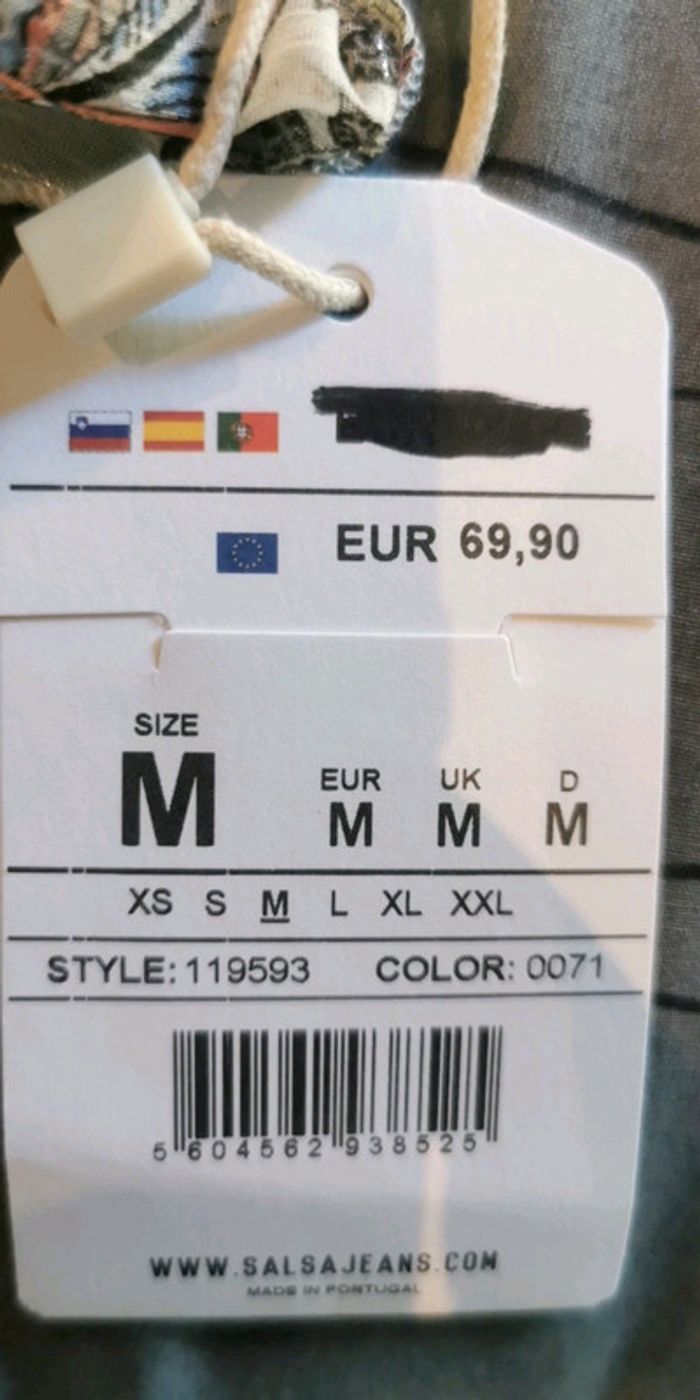 EUR 69,90
SIZE
M
EUR UK D
M M M
XS S M L XL XXL
STYLE: 119593 COLOR: 0071
5 604562 938525
WWW.SALSAJEANS.COM
MADE IN PORTUGAL